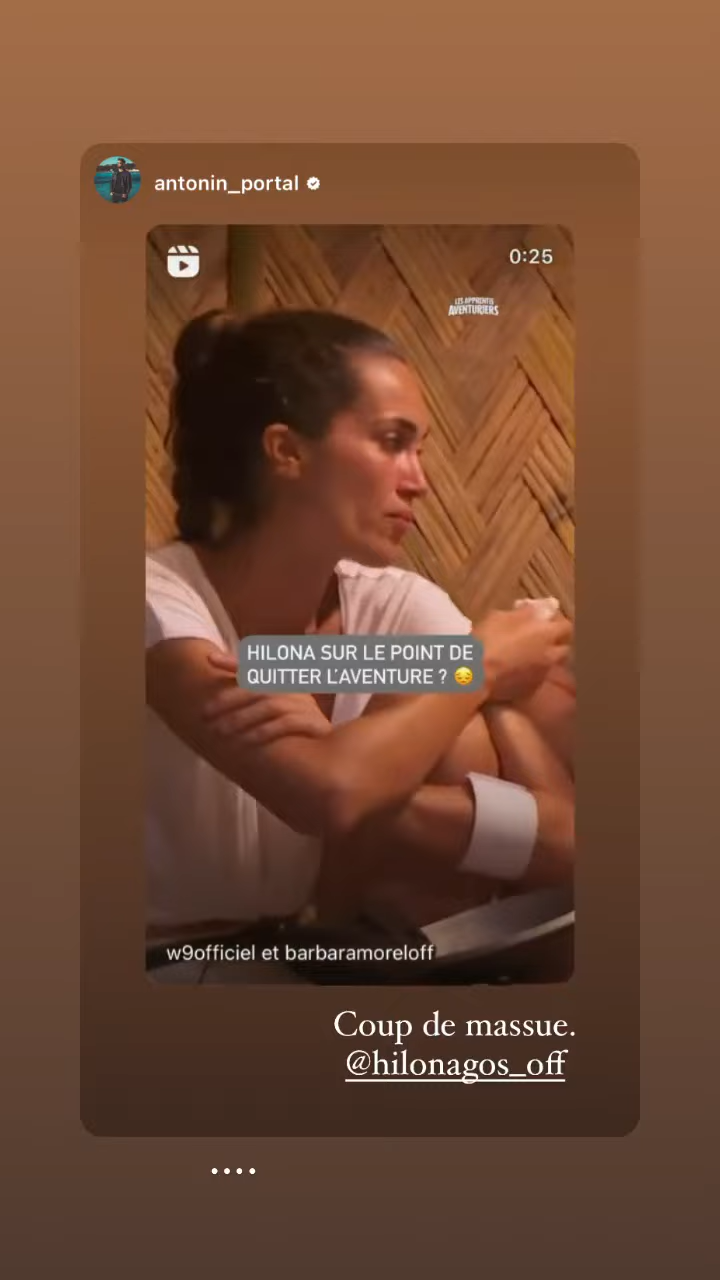 antonin_portal
0:25
LES APPRENTIS
AVENTURIERS
HILONA SUR LE POINT DE
QUITTER L'AVENTURE ? 😔
w9officiel et barbaramoreloff
Coup de massue.
@hilonagos_off
....